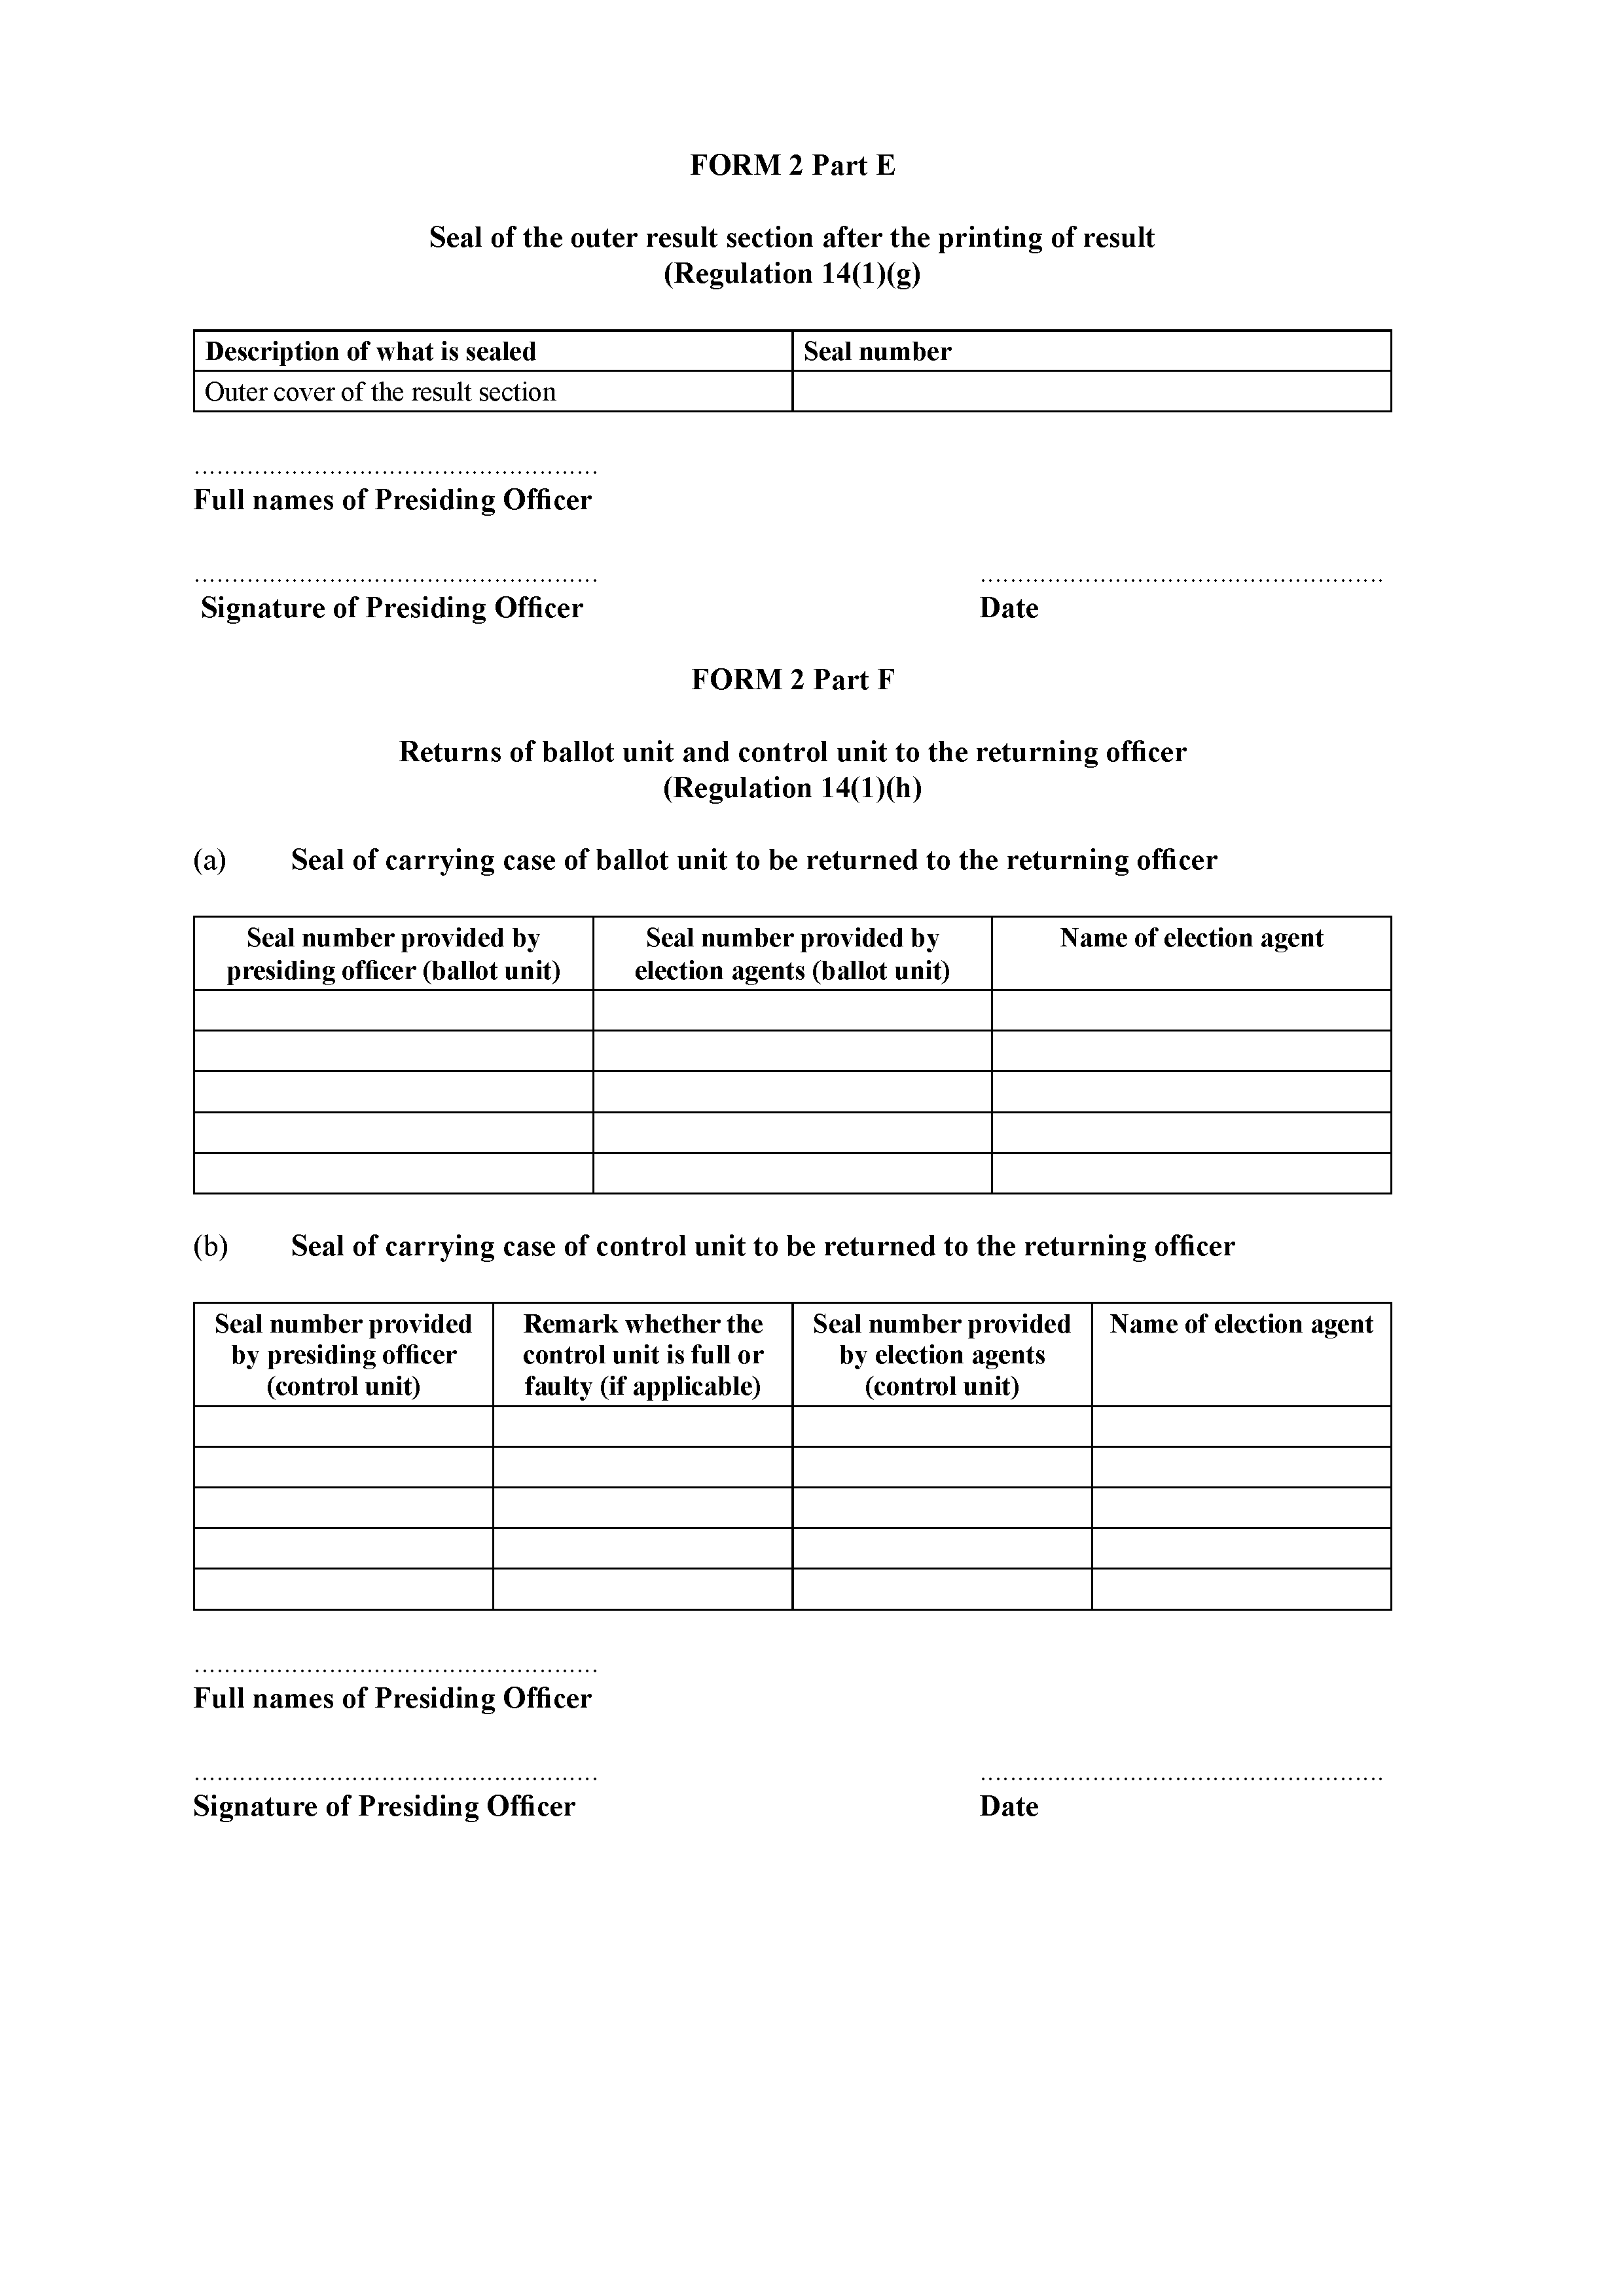 FORM 2 Part E
Seal of the outer result section after the printing of result
(Regulation 14(1)(g)
Description of what is sealed Seal number
Outer cover of the result section
......................................................
Full names of Presiding Officer
...................................................... ......................................................
Signature of Presiding Officer Date
FORM 2 Part F
Returns of ballot unit and control unit to the returning officer
(Regulation 14(1)(h)
(a) Seal of carrying case of ballot unit to be returned to the returning officer
Seal number provided by presiding officer (ballot unit)
Seal number provided by election agents (ballot unit)
Name of election agent
(b) Seal of carrying case of control unit to be returned to the returning officer
Seal number provided by presiding officer (control unit)
Remark whether the control unit is full or faulty (if applicable)
Seal number provided by election agents (control unit)
Name of election agent
......................................................
Full names of Presiding Officer
...................................................... ......................................................
Signature of Presiding Officer Date